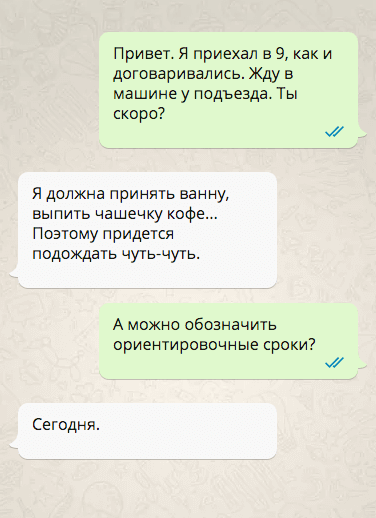 Привет. Я приехал в 9, как и
договаривались. Жду в
машине у подъезда. Ты
скоро?
Я должна принять ванну,
выпить чашечку кофе...
Поэтому придется
подождать чуть-чуть.
А можно обозначить
ориентировочные сроки?
Сегодня.